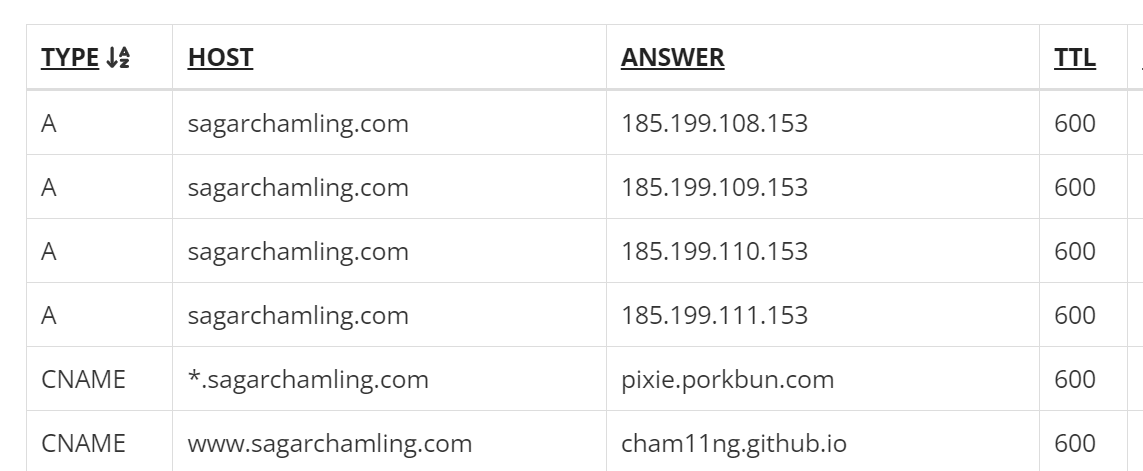 TYPE HOST ANSWER TTL
A sagarchamling.com 185.199.108.153 600
A sagarchamling.com 185.199.109.153 600
A sagarchamling.com 185.199.110.153 600
A sagarchamling.com 185.199.111.153 600
CNAME *.sagarchamling.com pixie.porkbun.com 600
CNAME www.sagarchamling.com cham11ng.github.io 600